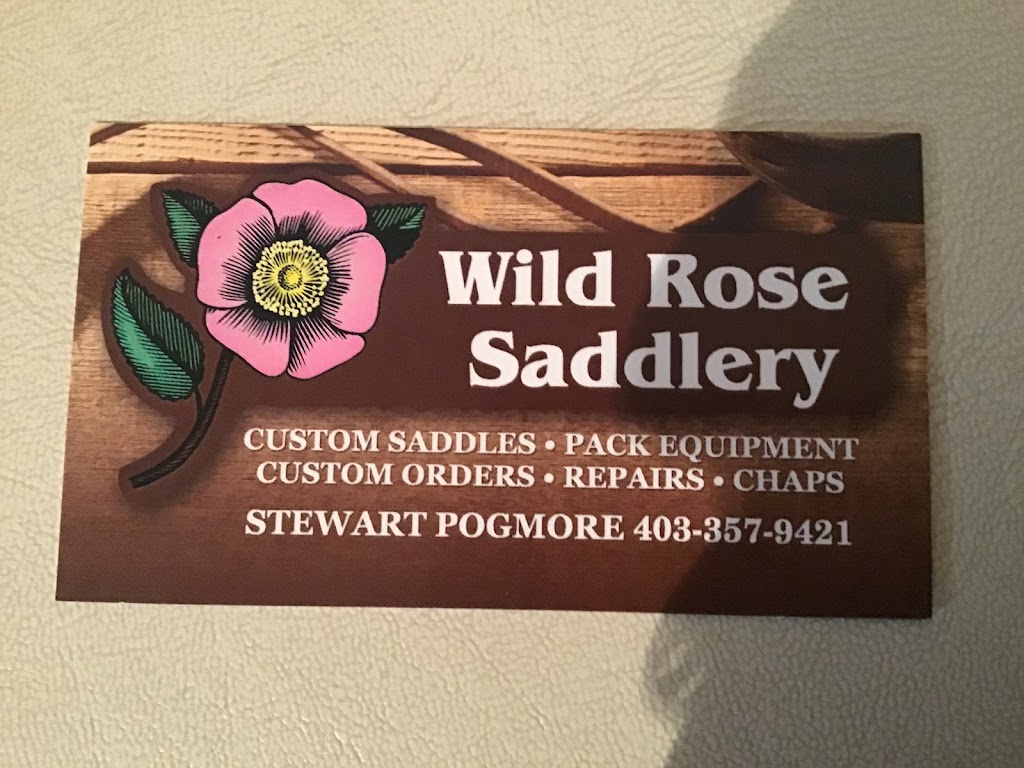 Wild Rose
Saddlery
CUSTOM SADDLES • PACK EQUIPMENT
CUSTOM ORDERS • REPAIRS • CHAPS
STEWART POGMORE 403-357-9421